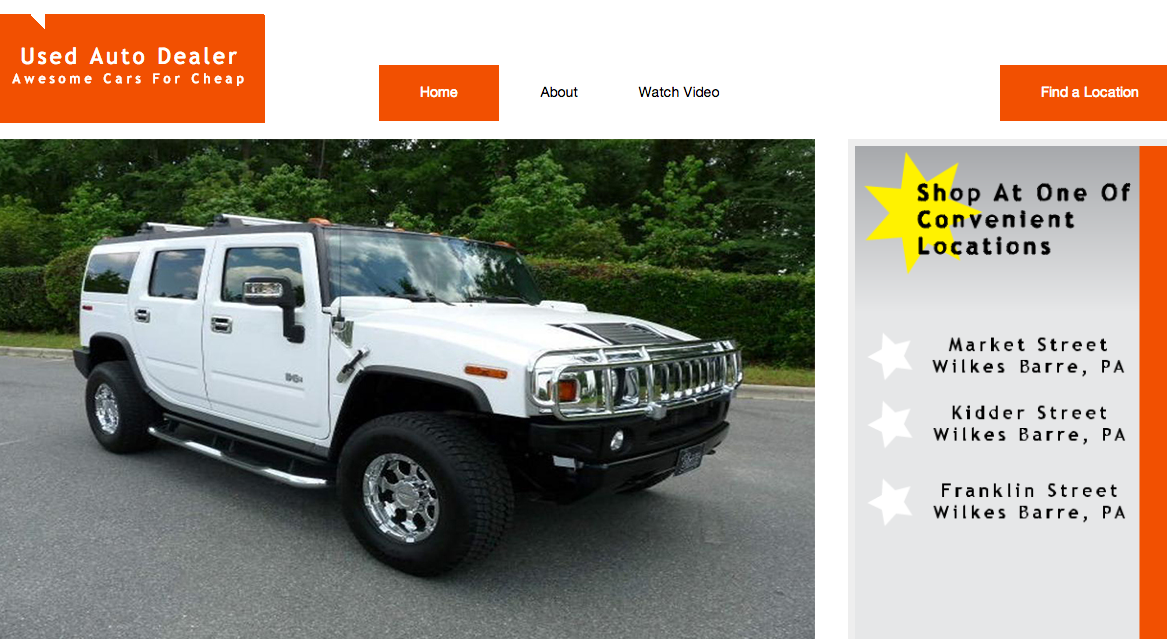 Used Auto Dealer
Awesome Cars For Cheap
Home
About
Watch Video
Find a Location
Shop At One Of
Convenient
Locations
Market Street
Wilkes Barre, PA
Kidder Street
Wilkes Barre, PA
Franklin Street
Wilkes Barre, PA